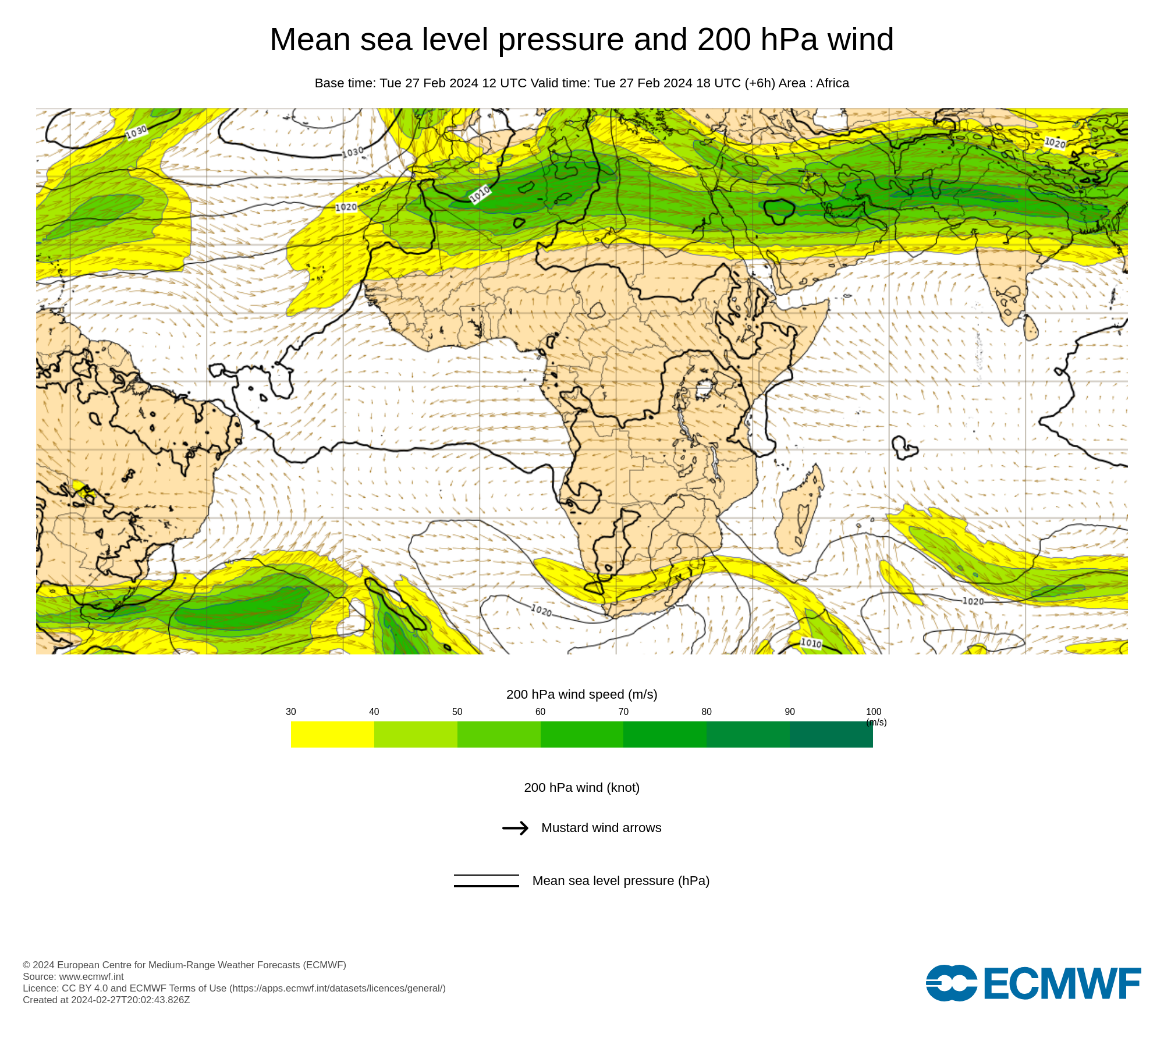 Mean sea level pressure and 200 hPa wind
Base time: Tue 27 Feb 2024 12 UTC Valid time: Tue 27 Feb 2024 18 UTC (+6h) Area : Africa
1030
1030
1020
1010
1020
1020
1020
1010
200 hPa wind speed (m/s)
30 40 50 60 70 80 90 100
(m/s)
200 hPa wind (knot)
Mustard wind arrows
Mean sea level pressure (hPa)
© 2024 European Centre for Medium-Range Weather Forecasts (ECMWF)
Source: www.ecmwf.int
Licence: CC BY 4.0 and ECMWF Terms of Use (https://apps.ecmwf.int/datasets/licences/general/)
Created at 2024-02-27T20:02:43.826Z
ECMWF